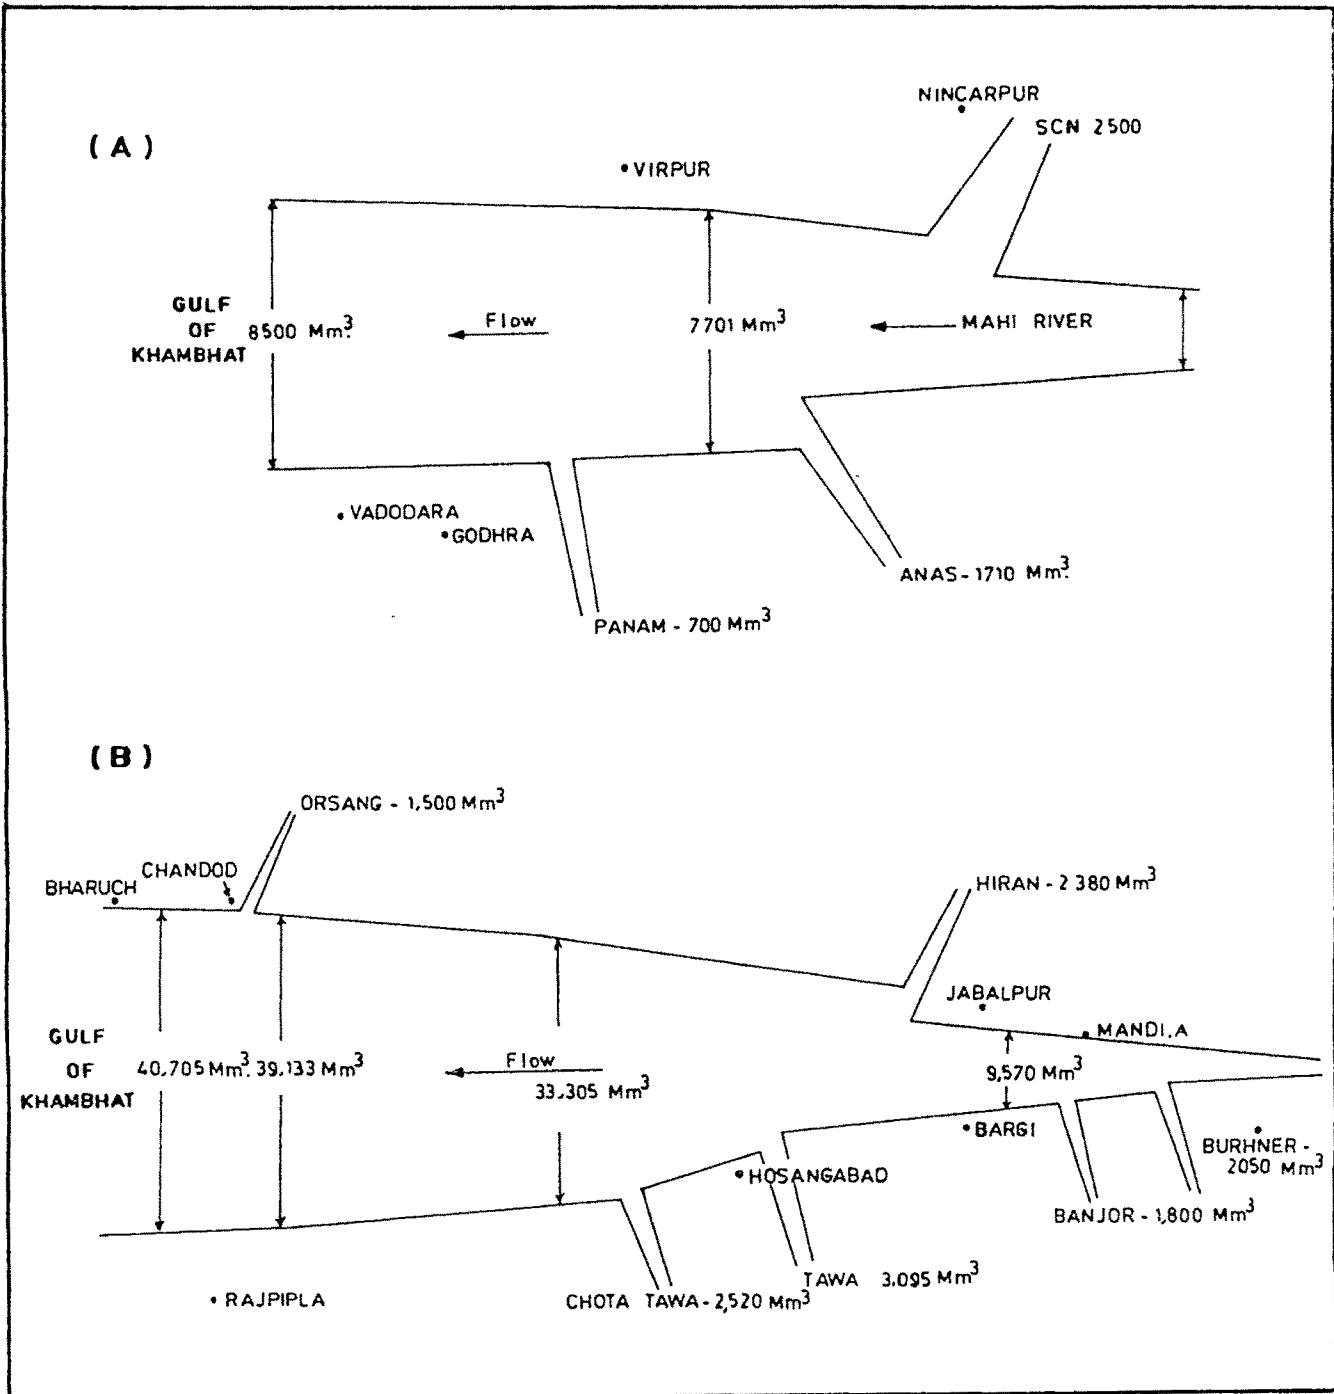 (A)
NINCARPUR
SCN 2500
VIRPUR
GULF
OF
KHAMBHAT
8500 Mm³.
Flow
7701 Mm³
MAHI RIVER
VADODARA
GODHRA
ANAS - 1710 Mm³.
PANAM - 700 Mm³
(B)
ORSANG - 1,500 Mm³
CHANDOD
BHARUCH
HIRAN - 2 380 Mm³
JABALPUR
MANDI.A
GULF
OF
KHAMBHAT
40,705 Mm³.
39,133 Mm³
Flow
33,305 Mm³
9,570 Mm³
BARGI
BURHNER -
2050 Mm³
HOSANGABAD
BANJOR - 1,800 Mm³
TAWA 3,095 Mm³
CHOTA TAWA - 2,520 Mm³
RAJPIPLA